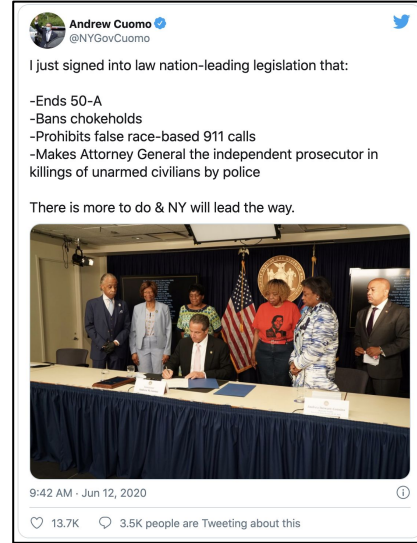 Andrew Cuomo
@NYGovCuomo
I just signed into law nation-leading legislation that:
-Ends 50-A
-Bans chokeholds
-Prohibits false race-based 911 calls
-Makes Attorney General the independent prosecutor in
killings of unarmed civilians by police
There is more to do & NY will lead the way.
9:42 AM · Jun 12, 2020
13.7K 3.5K people are Tweeting about this